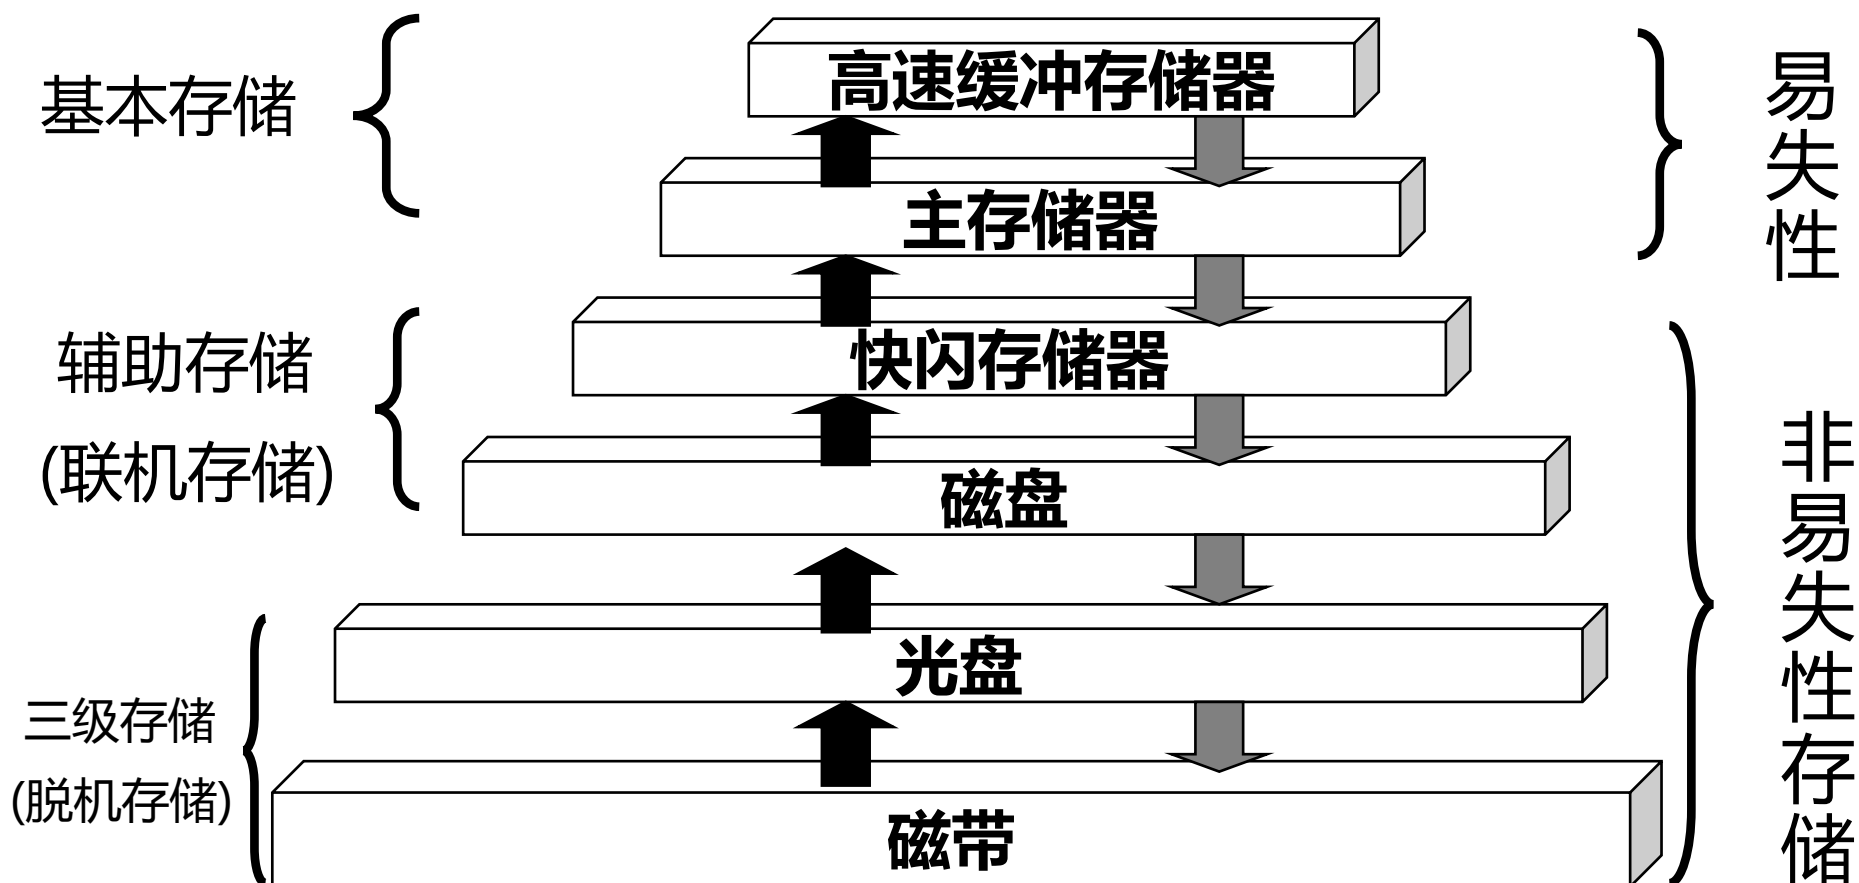 高速缓冲存储器
基本存储
主存储器
易失性
快闪存储器
辅助存储
(联机存储)
磁盘
非易失性存储
光盘
三级存储
(脱机存储)
磁带